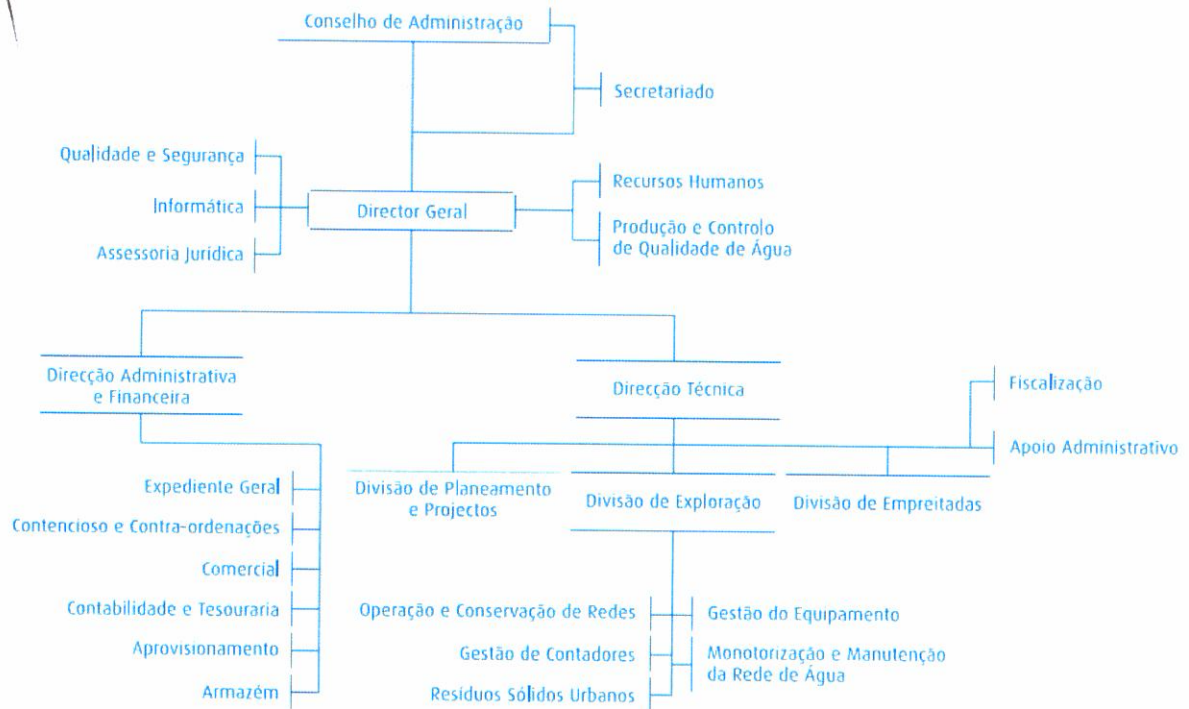 Conselho de Administração
Secretariado
Qualidade e Segurança
Informática
Assessoria Jurídica
Director Geral
Recursos Humanos
Produção e Controlo
de Qualidade de Água
Direcção Administrativa
e Financeira
Direcção Técnica
Fiscalização
Apoio Administrativo
Expediente Geral
Contencioso e Contra-ordenações
Comercial
Contabilidade e Tesouraria
Aprovisionamento
Armazém
Divisão de Planeamento
e Projectos
Divisão de Exploração
Divisão de Empreitadas
Operação e Conservação de Redes
Gestão de Contadores
Resíduos Sólidos Urbanos
Gestão do Equipamento
Monotorização e Manutenção
da Rede de Água